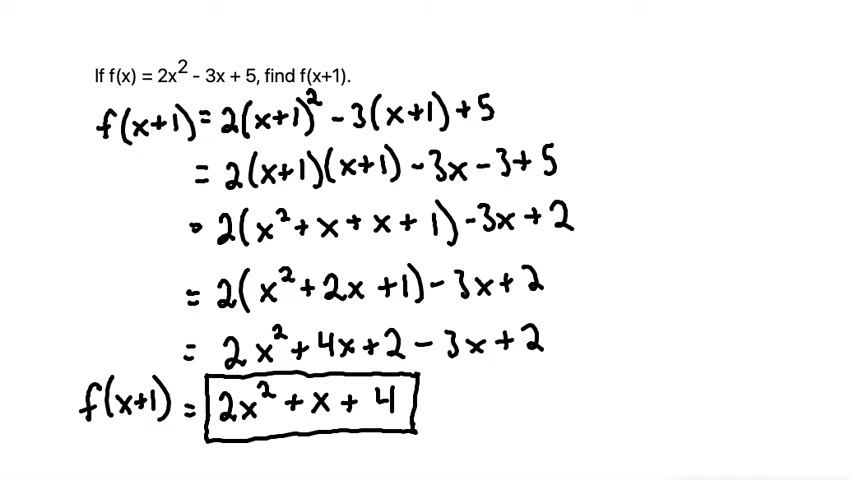 If f(x) = 2x² - 3x + 5, find f(x+1).
f(x+1) = 2(x+1)² - 3(x+1) + 5
= 2(x+1)(x+1) - 3x - 3 + 5
= 2(x² + x + x + 1) - 3x + 2
= 2(x² + 2x + 1) - 3x + 2
= 2x² + 4x + 2 - 3x + 2
f(x+1) = 2x² + x + 4